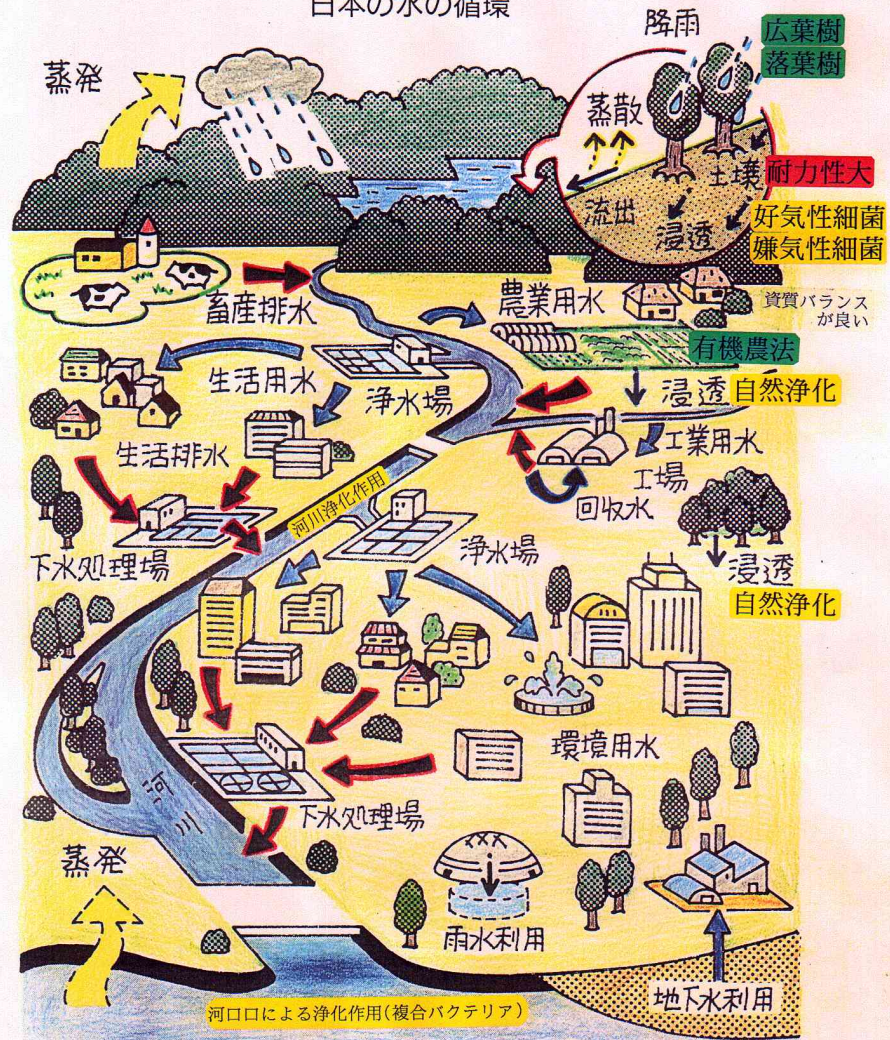 日本の水の循環
降雨
広葉樹
落葉樹
蒸発
蒸散
土壌
耐力性大
流出
浸透
好気性細菌
嫌気性細菌
畜産排水
農業用水
資質バランス
が良い
有機農法
生活用水
浄水場
浸透
自然浄化
工業用水
生活排水
工場
回収水
河川浄化作用
下水処理場
浄水場
浸透
自然浄化
環境用水
河川
下水処理場
蒸発
雨水利用
地下水利用
河口口による浄化作用(複合バクテリア)